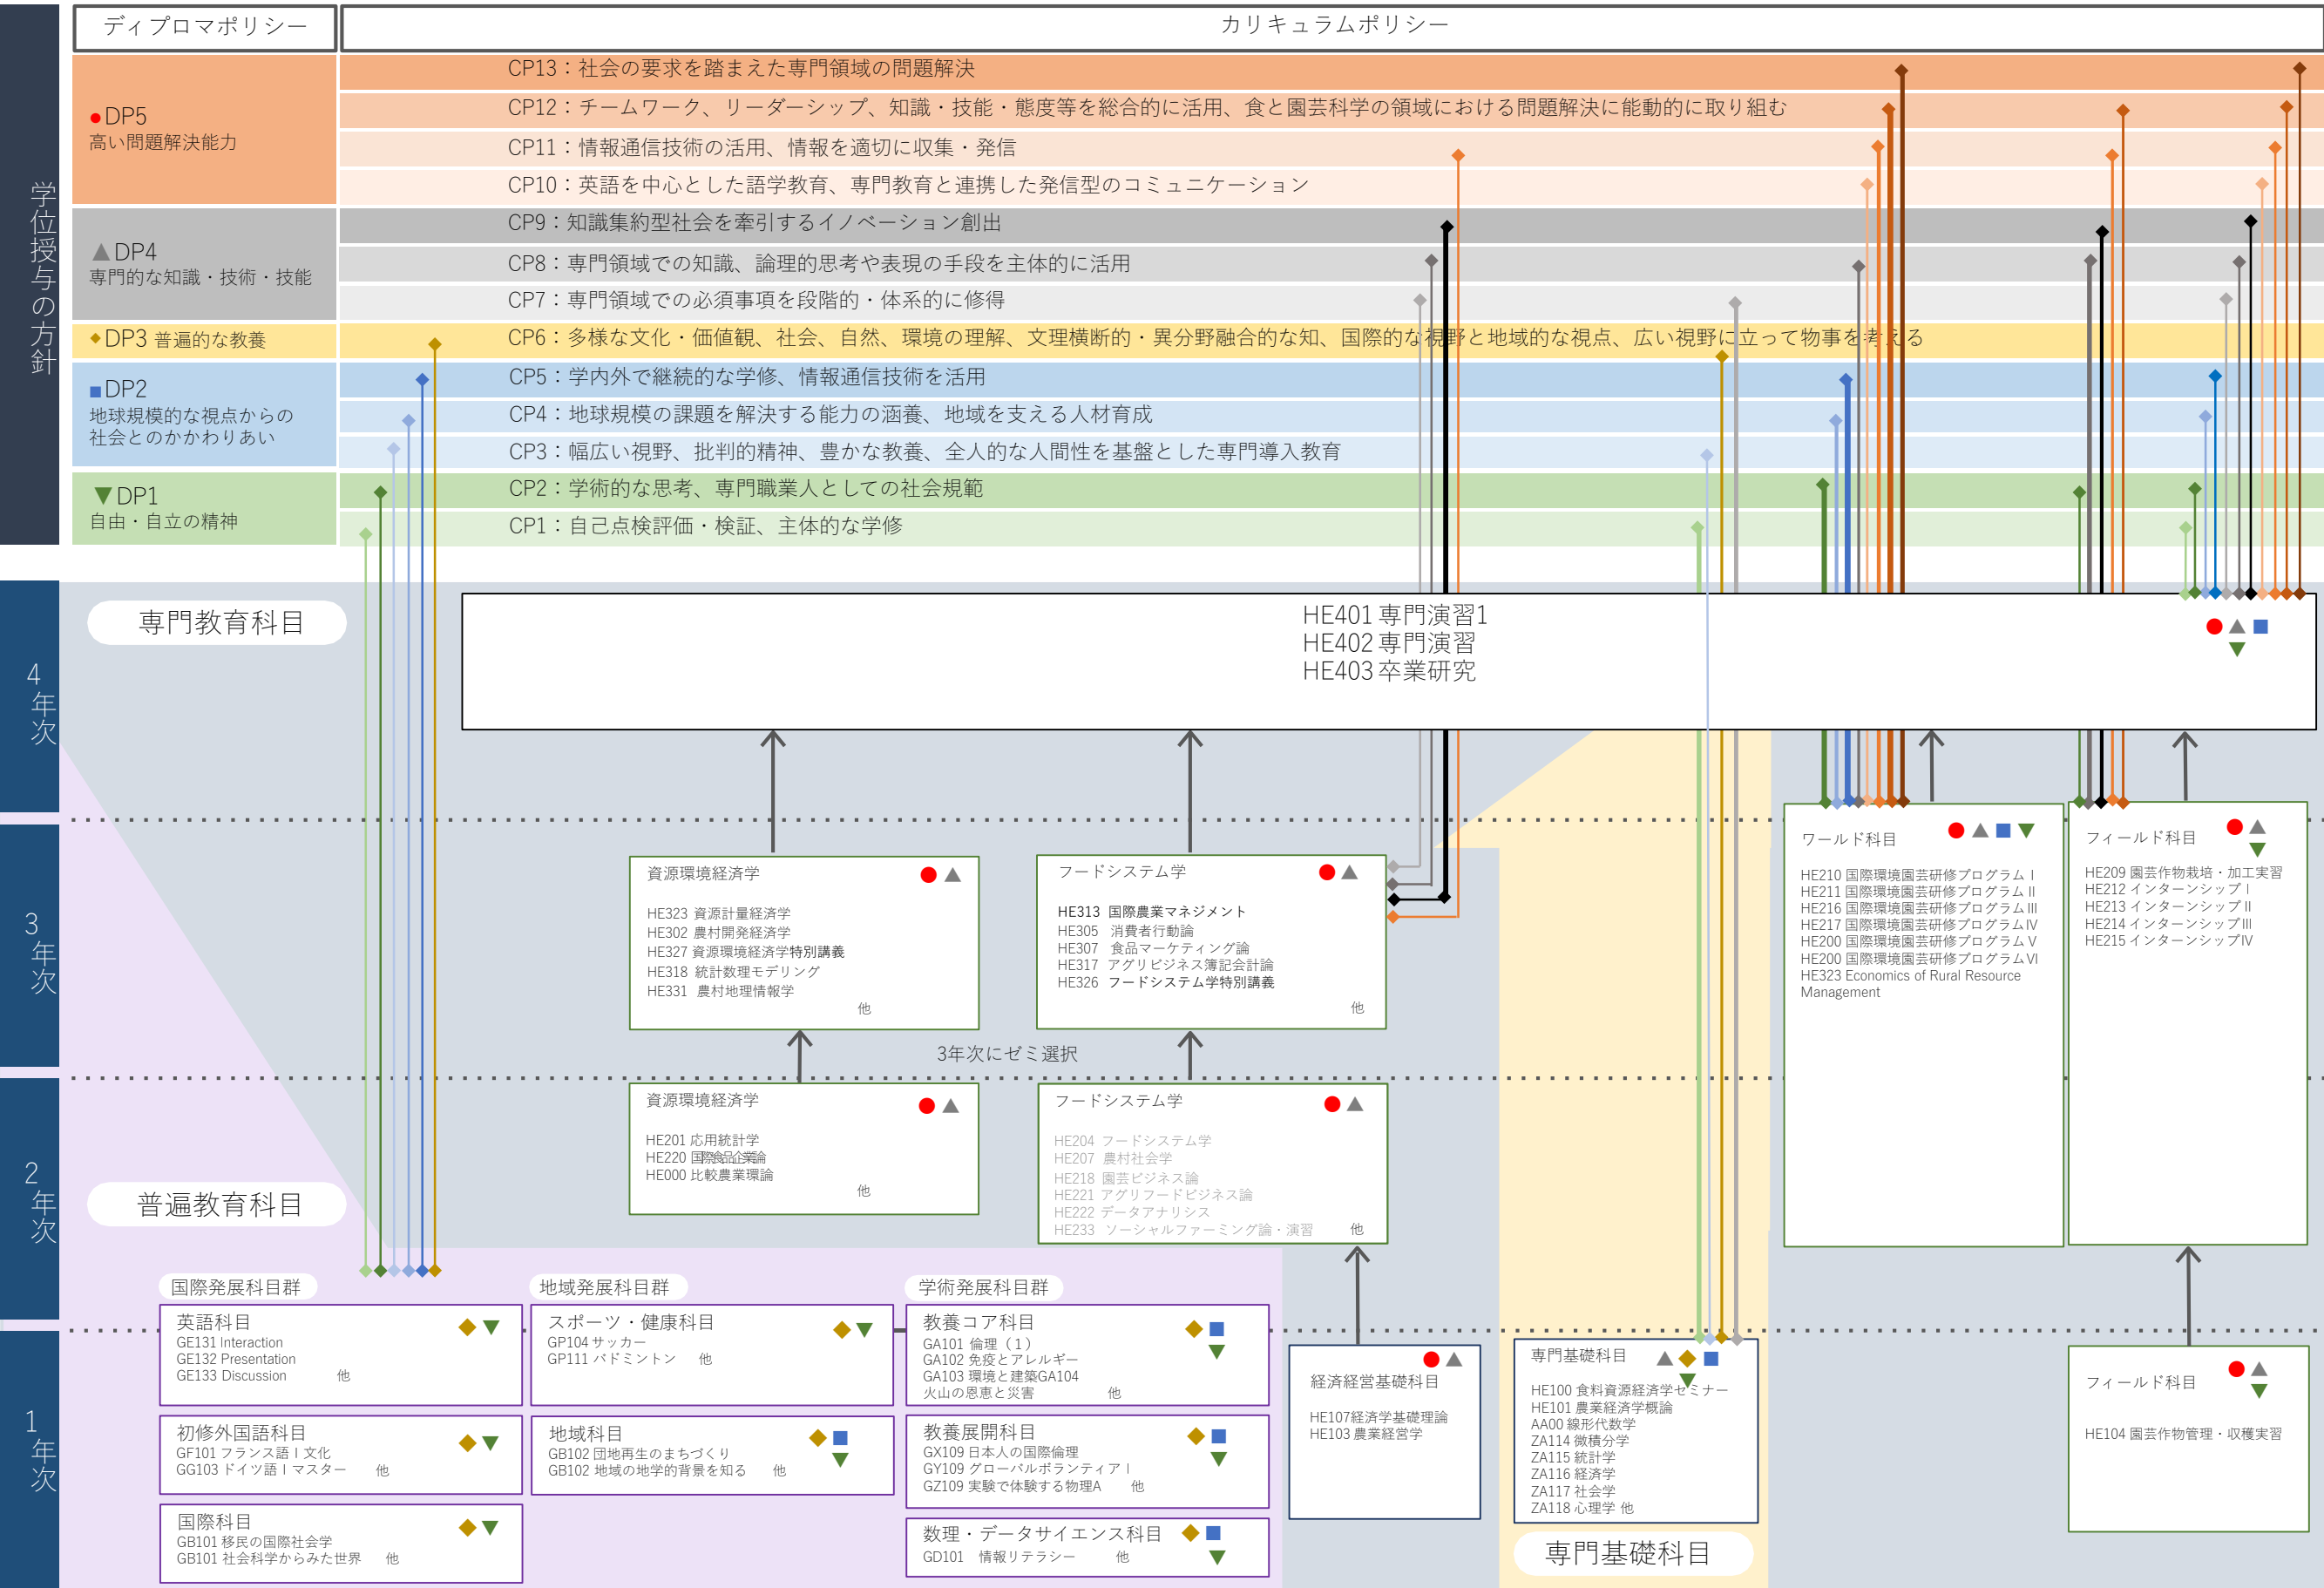 ディプロマポリシー
カリキュラムポリシー
学位授与の方針
DP5
高い問題解決能力
CP13：社会の要求を踏まえた専門領域の問題解決
CP12：チームワーク、リーダーシップ、知識・技能・態度等を総合的に活用、食と園芸科学の領域における問題解決に能動的に取り組む
CP11：情報通信技術の活用、情報を適切に収集・発信
CP10：英語を中心とした語学教育、専門教育と連携した発信型のコミュニケーション
DP4
専門的な知識・技術・技能
CP9：知識集約型社会を牽引するイノベーション創出
CP8：専門領域での知識、論理的思考や表現の手段を主体的に活用
CP7：専門領域での必須事項を段階的・体系的に修得
DP3 普遍的な教養
CP6：多様な文化・価値観、社会、自然、環境の理解、文理横断的・異分野融合的な知、国際的な視野と地域的な視点、広い視野に立って物事を考える
DP2
地球規模的な視点からの
社会とのかかわりあい
CP5：学内外で継続的な学修、情報通信技術を活用
CP4：地球規模の課題を解決する能力の涵養、地域を支える人材育成
CP3：幅広い視野、批判的精神、豊かな教養、全人的な人間性を基盤とした専門導入教育
DP1
自由・自立の精神
CP2：学術的な思考、専門職業人としての社会規範
CP1：自己点検評価・検証、主体的な学修
4年次
専門教育科目
HE401 専門演習1
HE402 専門演習
HE403 卒業研究
3年次
資源環境経済学
HE323 資源計量経済学
HE302 農村開発経済学
HE327 資源環境経済学特別講義
HE318 統計数理モデリング
HE331 農村地理情報学
他
フードシステム学
HE313 国際農業マネジメント
HE305 消費者行動論
HE307 食品マーケティング論
HE317 アグリビジネス簿記会計論
HE326 フードシステム学特別講義
他
ワールド科目
HE210 国際環境園芸研修プログラムⅠ
HE211 国際環境園芸研修プログラムⅡ
HE216 国際環境園芸研修プログラムⅢ
HE217 国際環境園芸研修プログラムⅣ
HE200 国際環境園芸研修プログラムⅤ
HE200 国際環境園芸研修プログラムⅥ
HE323 Economics of Rural Resource
Management
フィールド科目
HE209 園芸作物栽培・加工実習
HE212 インターンシップⅠ
HE213 インターンシップⅡ
HE214 インターンシップⅢ
HE215 インターンシップⅣ
3年次にゼミ選択
2年次
資源環境経済学
HE201 応用統計学
HE220
HE000 比較農業環論
他
フードシステム学
HE204 フードシステム学
HE207 農村社会学
HE218 園芸ビジネス論
HE221 アグリフードビジネス論
HE222 データアナリシス
HE233 ソーシャルファーミング論・演習 他
普遍教育科目
1年次
国際発展科目群
英語科目
GE131 Interaction
GE132 Presentation
GE133 Discussion 他
初修外国語科目
GF101 フランス語Ⅰ文化
GG103 ドイツ語Ⅰマスター 他
国際科目
GB101 移民の国際社会学
GB101 社会科学からみた世界 他
地域発展科目群
スポーツ・健康科目
GP104 サッカー
GP111 バドミントン 他
地域科目
GB102 団地再生のまちづくり
GB102 地域の地学的背景を知る 他
学術発展科目群
教養コア科目
GA101 倫理（１）
GA102 免疫とアレルギー
GA103 環境と建築GA104
火山の恩恵と災害 他
教養展開科目
GX109 日本人の国際倫理
GY109 グローバルボランティアⅠ
GZ109 実験で体験する物理A 他
数理・データサイエンス科目
GD101 情報リテラシー 他
経済経営基礎科目
HE107経済学基礎理論
HE103 農業経営学
専門基礎科目
HE100 食料資源経済学セミナー
HE101 農業経済学概論
AA00 線形代数学
ZA114 微積分学
ZA115 統計学
ZA116 経済学
ZA117 社会学
ZA118 心理学 他
専門基礎科目
フィールド科目
HE104 園芸作物管理・収穫実習